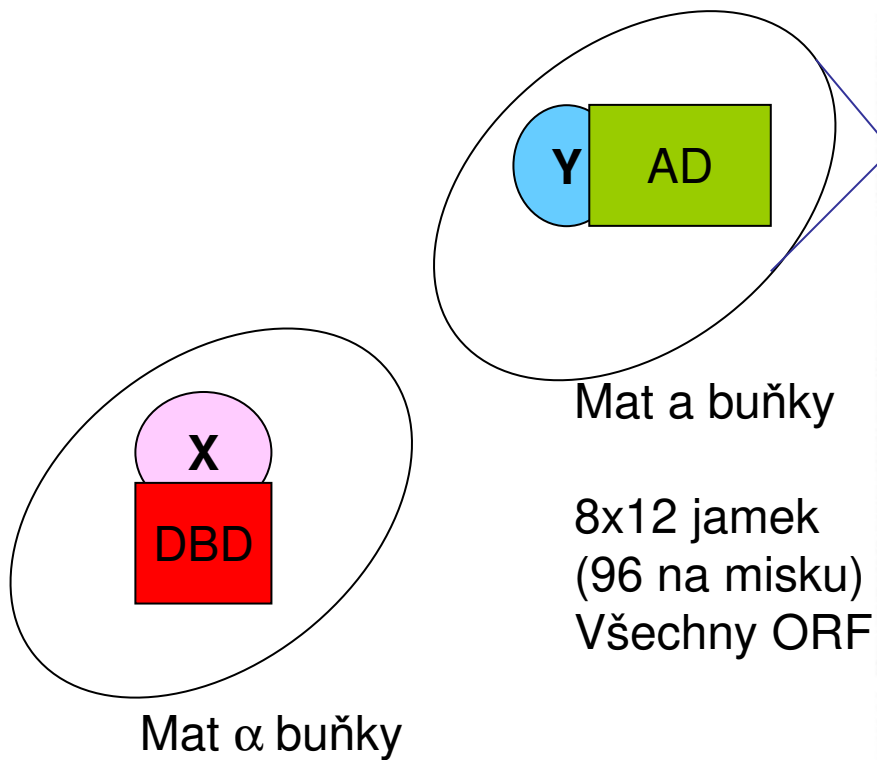 Y AD
Mat a buňky
X
DBD
8x12 jamek
(96 na misku)
Všechny ORF
Mat α buňky